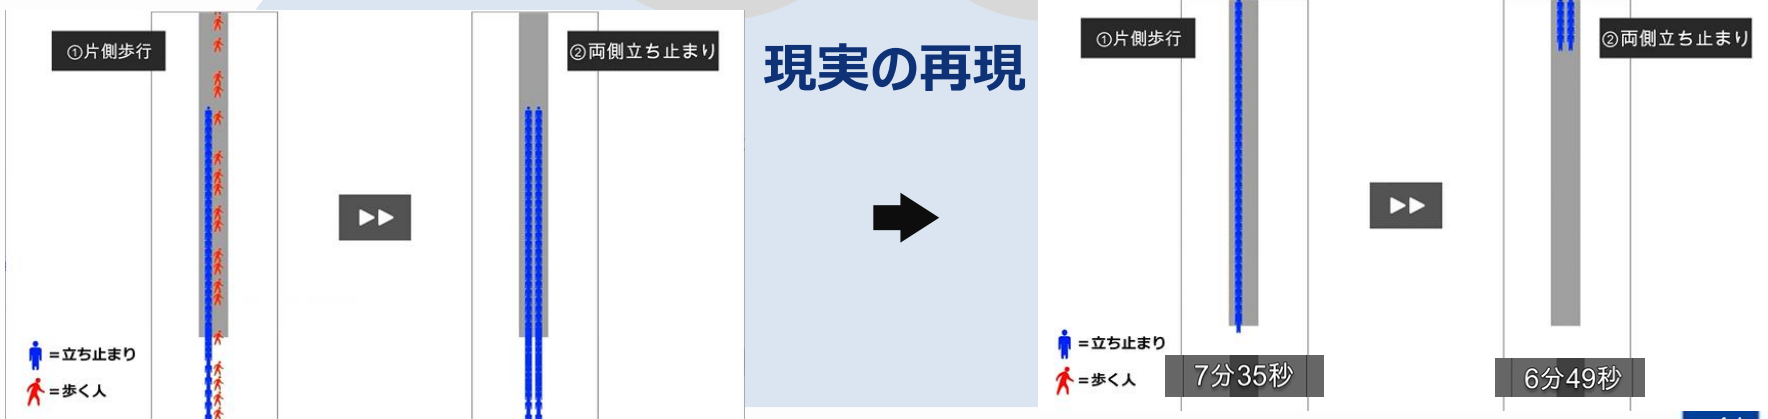 ①片側歩行
②両側立ち止まり
=立ち止まり
=歩く人
現実の再現
①片側歩行
②両側立ち止まり
=立ち止まり
=歩く人
7分35秒
6分49秒